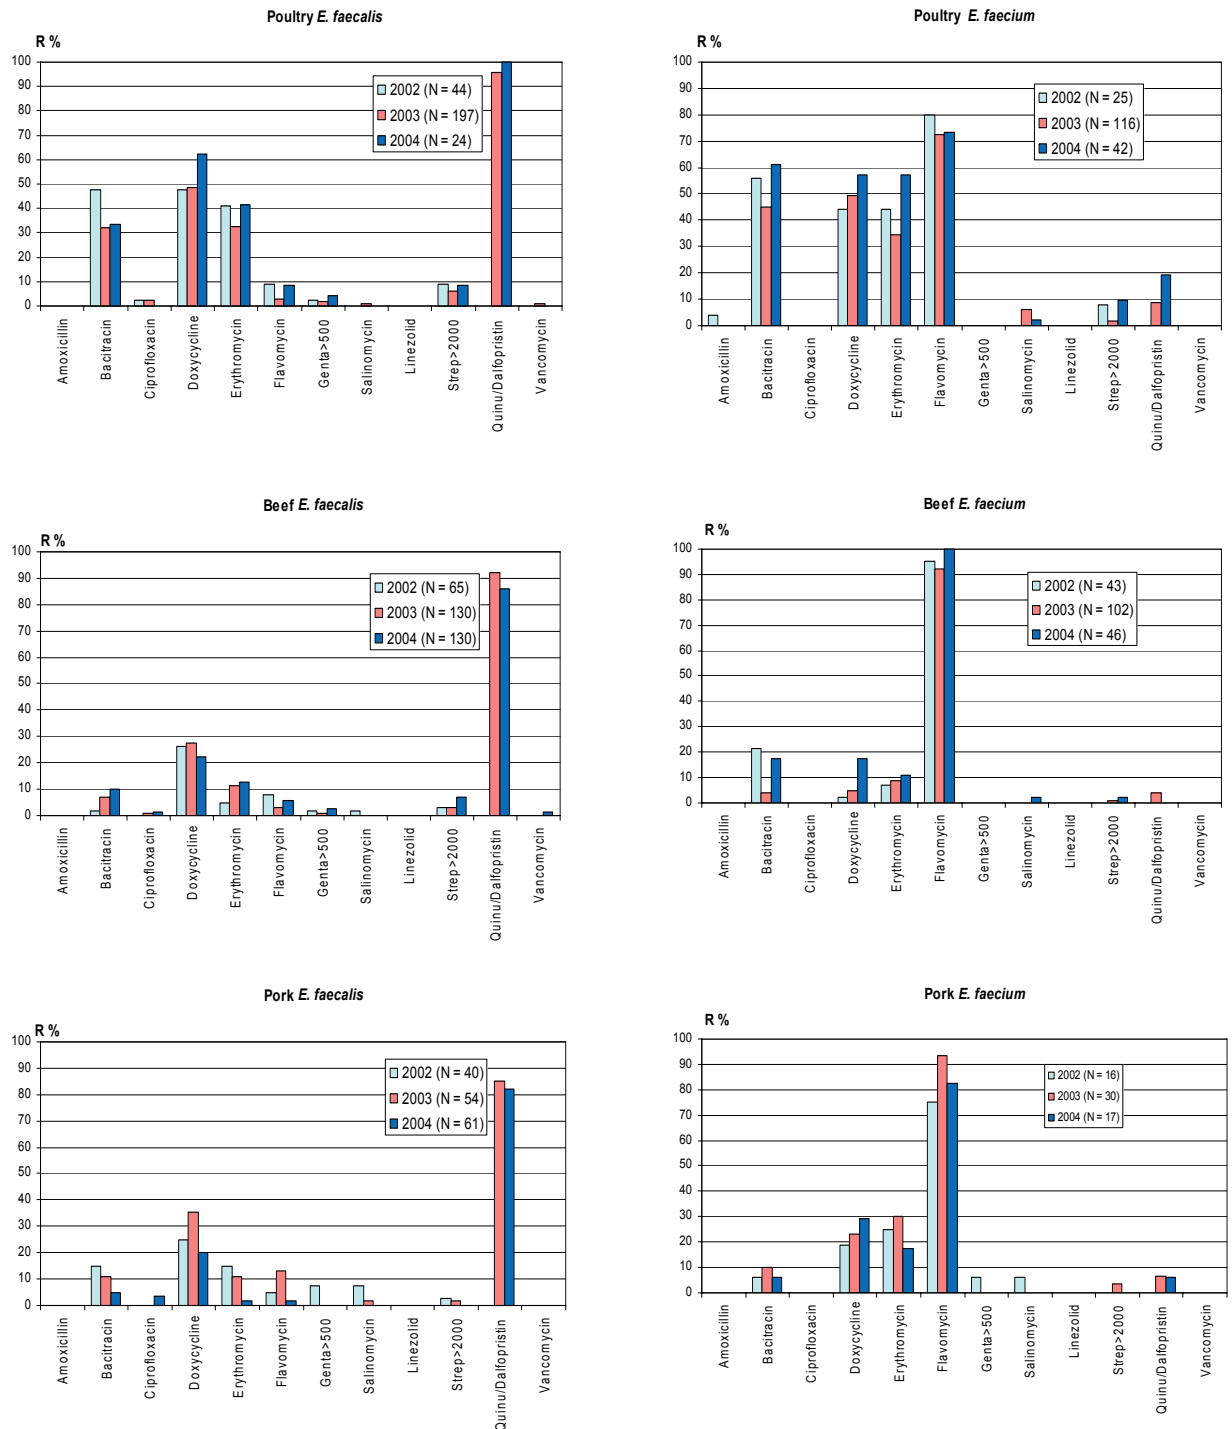 Poultry E. faecalis
R %
100
90
80
70
60
50
40
30
20
10
0
2002 (N = 44)
2003 (N = 197)
2004 (N = 24)
Amoxicillin
Bacitracin
Ciprofloxacin
Doxycycline
Erythromycin
Flavomycin
Genta>500
Salinomycin
Linezolid
Strep>2000
Quinu/Dalfopristin
Vancomycin
Poultry E. faecium
R %
100
90
80
70
60
50
40
30
20
10
0
2002 (N = 25)
2003 (N = 116)
2004 (N = 42)
Amoxicillin
Bacitracin
Ciprofloxacin
Doxycycline
Erythromycin
Flavomycin
Genta>500
Salinomycin
Linezolid
Strep>2000
Quinu/Dalfopristin
Vancomycin
Beef E. faecalis
R %
100
90
80
70
60
50
40
30
20
10
0
2002 (N = 65)
2003 (N = 130)
2004 (N = 130)
Amoxicillin
Bacitracin
Ciprofloxacin
Doxycycline
Erythromycin
Flavomycin
Genta>500
Salinomycin
Linezolid
Strep>2000
Quinu/Dalfopristin
Vancomycin
Beef E. faecium
R %
100
90
80
70
60
50
40
30
20
10
0
2002 (N = 43)
2003 (N = 102)
2004 (N = 46)
Amoxicillin
Bacitracin
Ciprofloxacin
Doxycycline
Erythromycin
Flavomycin
Genta>500
Salinomycin
Linezolid
Strep>2000
Quinu/Dalfopristin
Vancomycin
Pork E. faecalis
R %
100
90
80
70
60
50
40
30
20
10
0
2002 (N = 40)
2003 (N = 54)
2004 (N = 61)
Amoxicillin
Bacitracin
Ciprofloxacin
Doxycycline
Erythromycin
Flavomycin
Genta>500
Salinomycin
Linezolid
Strep>2000
Quinu/Dalfopristin
Vancomycin
Pork E. faecium
R %
100
90
80
70
60
50
40
30
20
10
0
2002 (N = 16)
2003 (N = 30)
2004 (N = 17)
Amoxicillin
Bacitracin
Ciprofloxacin
Doxycycline
Erythromycin
Flavomycin
Genta>500
Salinomycin
Linezolid
Strep>2000
Quinu/Dalfopristin
Vancomycin